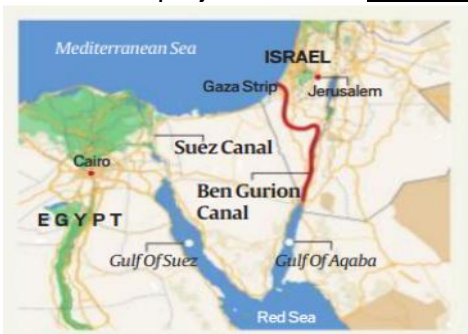 Mediterranean Sea
ISRAEL
Gaza Strip
Jerusalem
Suez Canal
Cairo
Ben Gurion
Canal
EGYPT
Gulf Of Suez
Gulf Of Aqaba
Red Sea